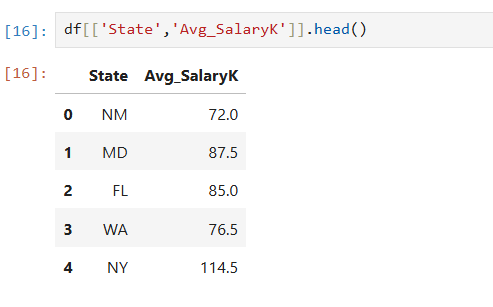 [16]: df[['State','Avg_SalaryK']].head()
[16]:
State Avg_SalaryK
0 NM 72.0
1 MD 87.5
2 FL 85.0
3 WA 76.5
4 NY 114.5